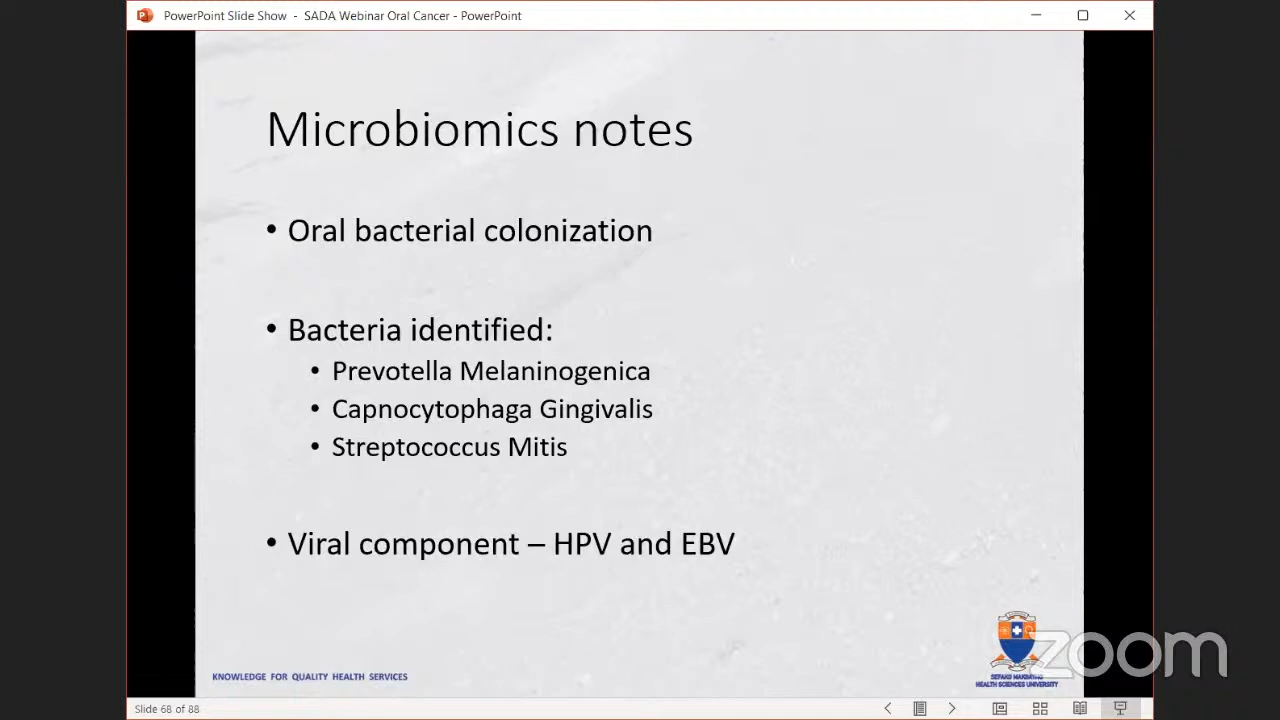 PowerPoint Slide Show - SADA Webinar Oral Cancer - PowerPoint
Microbiomics notes
• Oral bacterial colonization
• Bacteria identified:
• Prevotella Melaninogenica
• Capnocytophaga Gingivalis
• Streptococcus Mitis
• Viral component – HPV and EBV
zoom
KNOWLEDGE FOR QUALITY HEALTH SERVICES
HEALTH SCIENCES UNIVERSITY
Slide 68 of 88